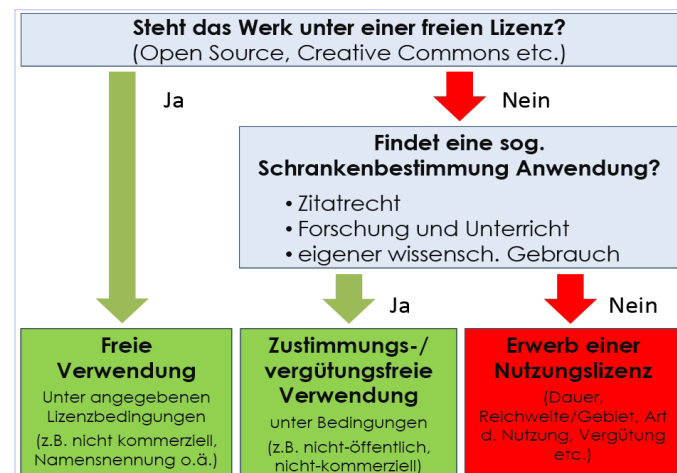 Steht das Werk unter einer freien Lizenz?
(Open Source, Creative Commons etc.)
Ja
Nein
Findet eine sog.
Schrankenbestimmung Anwendung?
• Zitatrecht
• Forschung und Unterricht
• eigener wissensch. Gebrauch
Ja
Nein
Freie
Verwendung
Unter angegebenen
Lizenzbedingungen
(z.B. nicht kommerziell,
Namensnennung o.ä.)
Zustimmungs-/
vergütungsfreie
Verwendung
unter Bedingungen
(z.B. nicht-öffentlich,
nicht-kommerziell)
Erwerb einer
Nutzungslizenz
(Dauer,
Reichweite/Gebiet, Art
d. Nutzung, Vergütung
etc.)